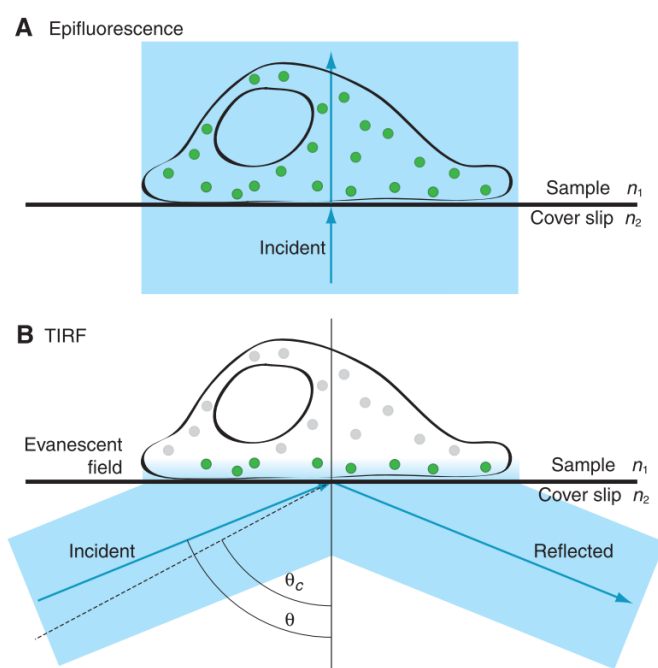 A Epifluorescence
Sample n₁
Cover slip n₂
Incident
B TIRF
Evanescent
field
Sample n₁
Cover slip n₂
Incident
Reflected
θc
θ